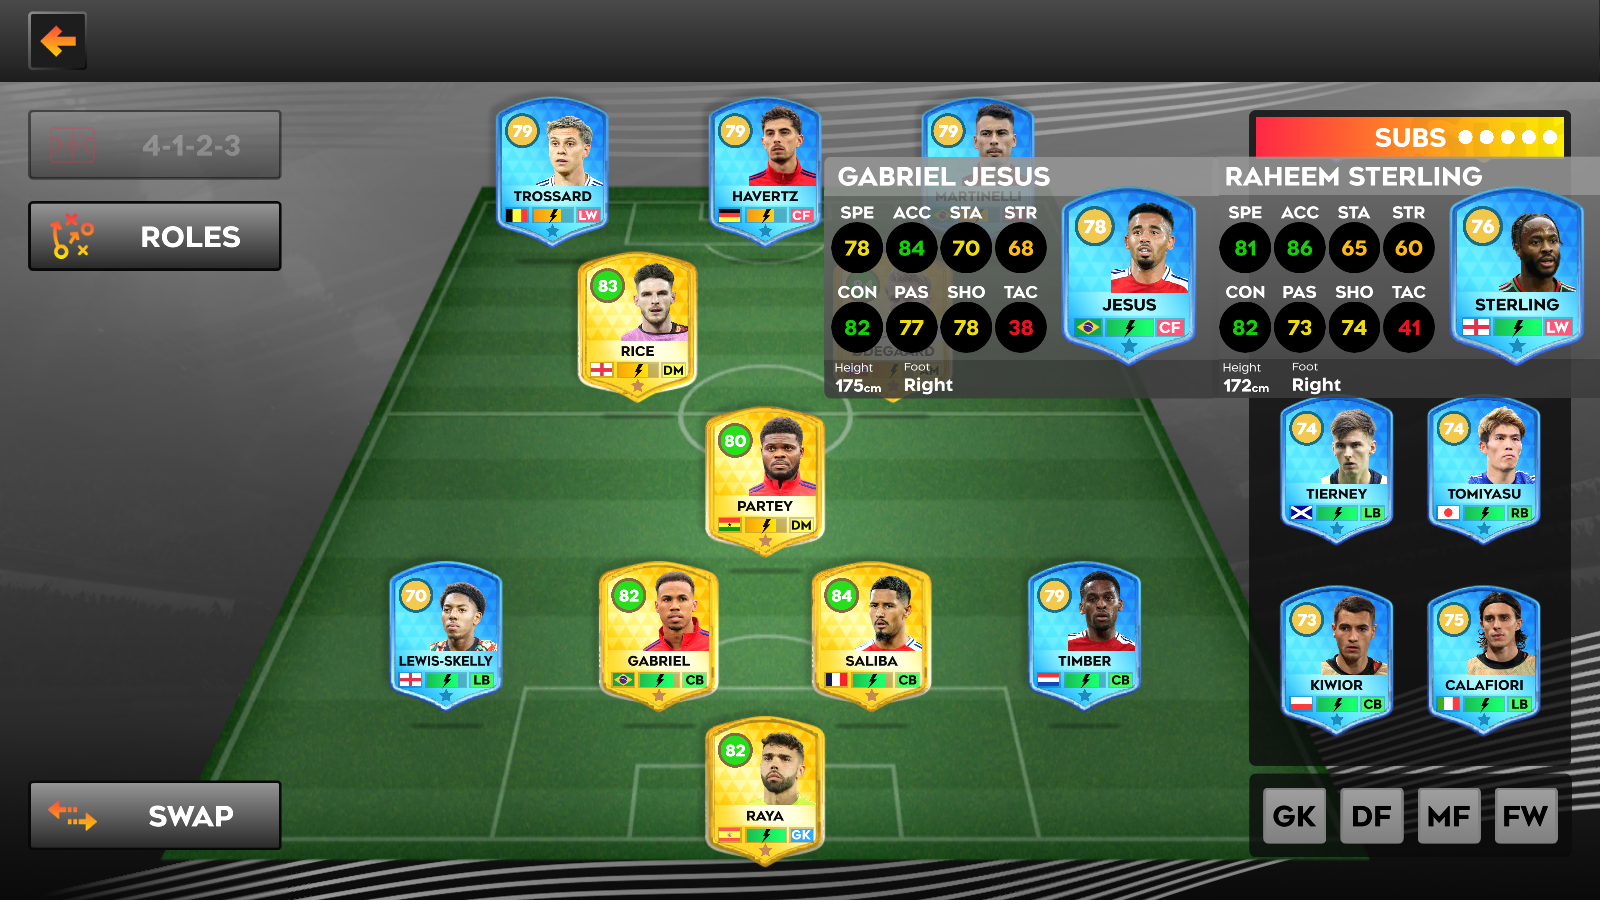 4-1-2-3
ROLES
SWAP
79
TROSSARD
LW
79
HAVERTZ
CF
79
MARTINELLI
83
RICE
DM
ODEGAARD
80
PARTEY
DM
70
LEWIS-SKELLY
LB
82
GABRIEL
CB
84
SALIBA
CB
79
TIMBER
CB
82
RAYA
GK
GABRIEL JESUS
SPE ACC STA STR
78 84 70 68
CON PAS SHO TAC
82 77 78 38
Height Foot
175cm Right
78
JESUS
CF
RAHEEM STERLING
SPE ACC STA STR
81 86 65 60
CON PAS SHO TAC
82 73 74 41
Height Foot
172cm Right
76
STERLING
LW
SUBS
74
TIERNEY
LB
74
TOMIYASU
RB
73
KIWIOR
CB
75
CALAFIORI
LB
GK DF MF FW